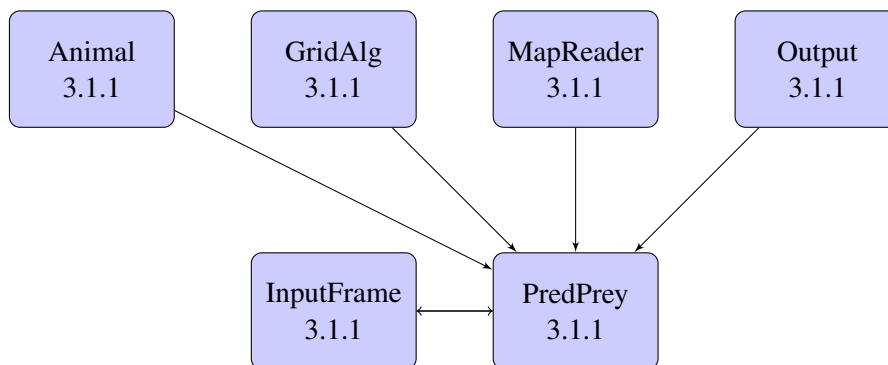 Animal
3.1.1
GridAlg
3.1.1
MapReader
3.1.1
Output
3.1.1
InputFrame
3.1.1
PredPrey
3.1.1